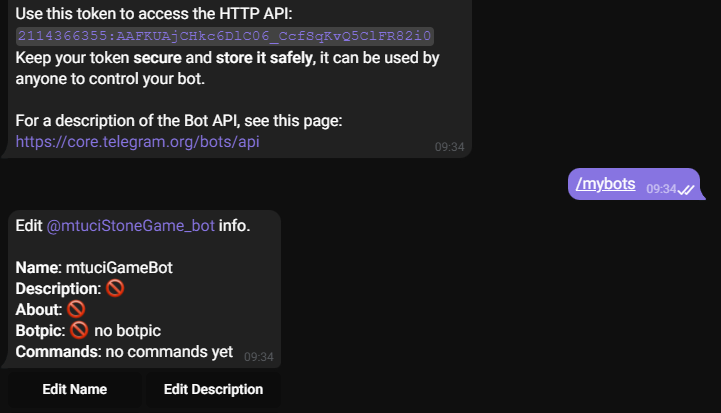 Use this token to access the HTTP API:
2114366355:AAFKUAjCHkc6DlC06_CcfSqKvQ5ClFR82i0
Keep your token secure and store it safely, it can be used by
anyone to control your bot.
For a description of the Bot API, see this page:
https://core.telegram.org/bots/api
09:34
/mybots 09:34
Edit @mtuciStoneGame_bot info.
Name: mtuciGameBot
Description: 🚫
About: 🚫
Botpic: 🚫 no botpic
Commands: no commands yet 09:34
Edit Name
Edit Description